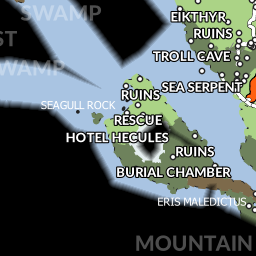 SWAMP
EIKTHYR
RUINS
ST
TROLL CAVE
WAMP
SEA SERPENT
RUINS
SEAGULL ROCK
RESCUE
HOTEL HECULES
RUINS
BURIAL CHAMBER
ERIS MALEDICTUS
MOUNTAIN